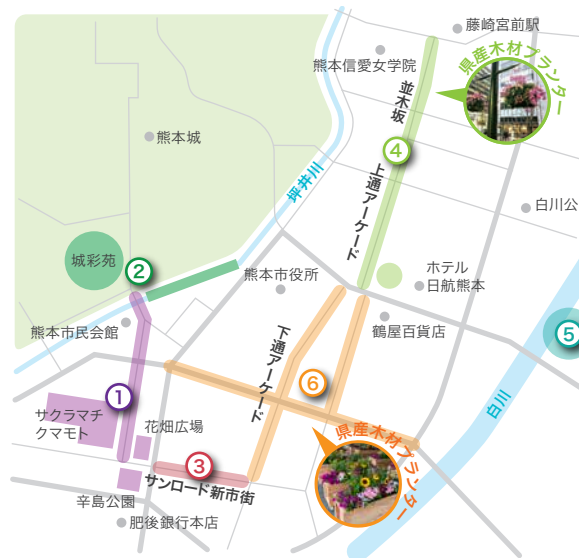 藤崎宮前駅
熊本信愛女学院
県産木材プランター
並木坂
熊本城
④
坪井川
上通アーケード
白川公
城彩苑
②
熊本市役所
ホテル
日航熊本
熊本市民会館
鶴屋百貨店
⑤
下通アーケード
⑥
白川
①
サクラマチ
クマモト
花畑広場
県産木材プランター
③
サンロード新市街
辛島公園
肥後銀行本店